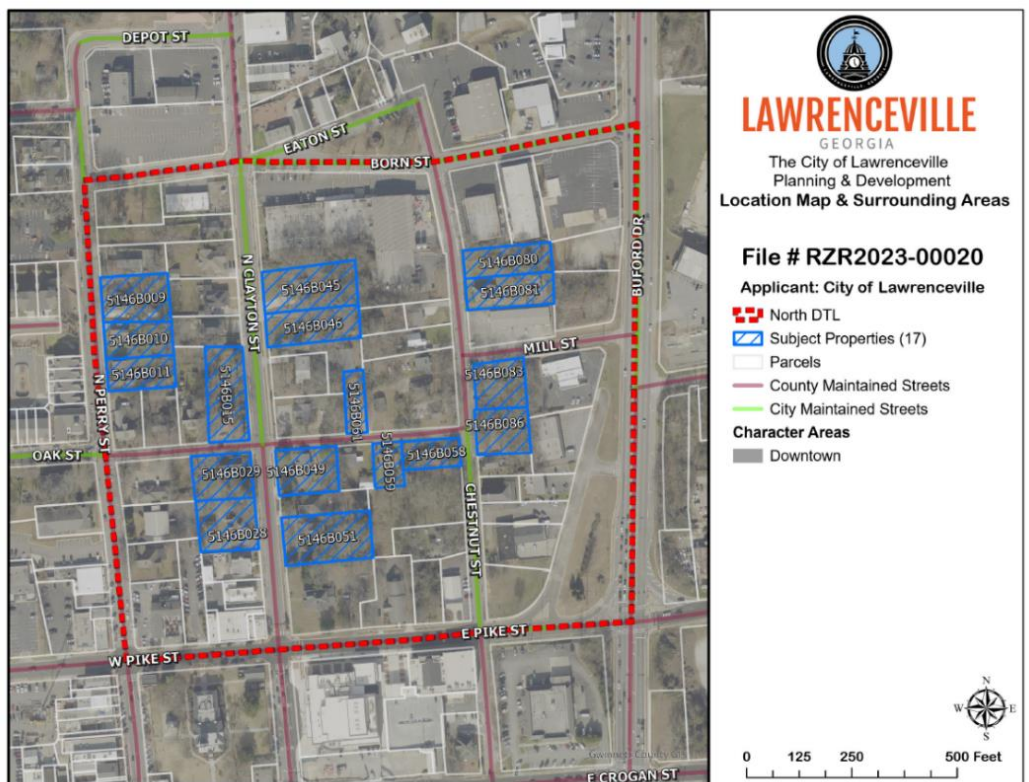 DEPOT ST
EATON ST
BORN ST
BUFORD DR
N CLAYTON ST
5146B080
5146B081
5146B045
5146B046
5146B009
5146B010
5146B011
MILL ST
5146B083
5146B086
5146B015
5146B061
N PERRY ST
OAK ST
5146B029
5146B049
5146B059
5146B058
5146B028
5146B051
CHESTNUT ST
E PIKE ST
W PIKE ST
Gwinnett County GIS
E CROGAN ST
LAWRENCEVILLE
GEORGIA
The City of Lawrenceville
Planning & Development
Location Map & Surrounding Areas
File # RZR2023-00020
Applicant: City of Lawrenceville
North DTL
Subject Properties (17)
Parcels
County Maintained Streets
City Maintained Streets
Character Areas
Downtown
N
W E
S
0 125 250 500 Feet